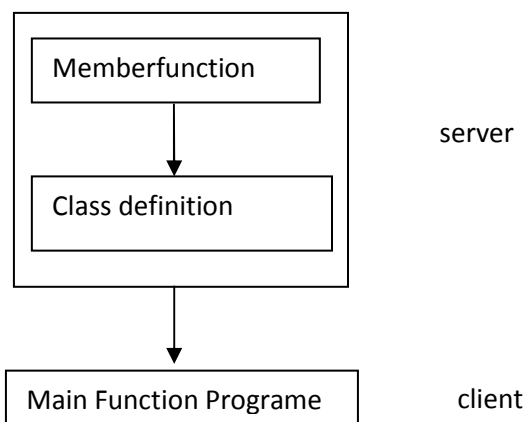 Memberfunction
server
Class definition
Main Function Programe client